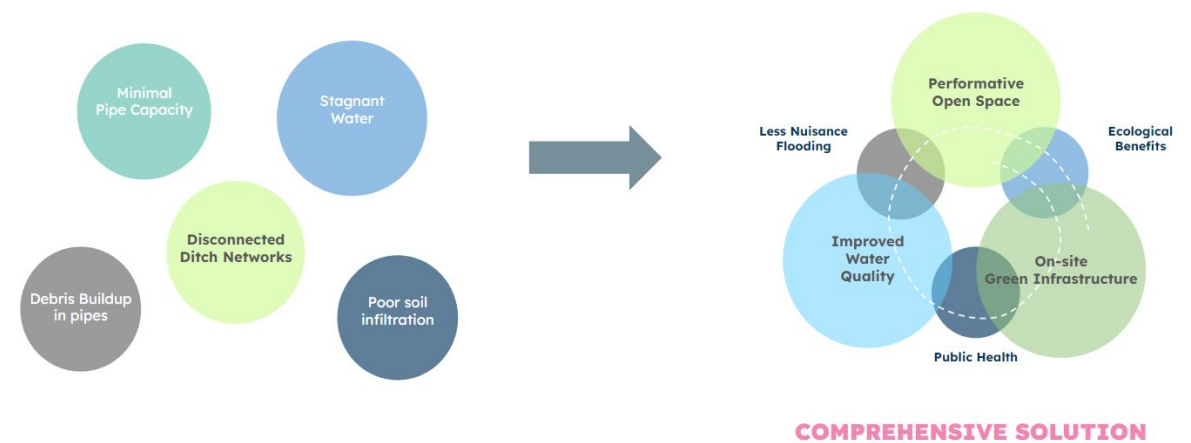 Minimal
Pipe Capacity
Stagnant
Water
Disconnected
Ditch Networks
Debris Buildup
in pipes
Poor soil
infiltration
Performative
Open Space
Less Nuisance
Flooding
Ecological
Benefits
Improved
Water
Quality
On-site
Green Infrastructure
Public Health
COMPREHENSIVE SOLUTION